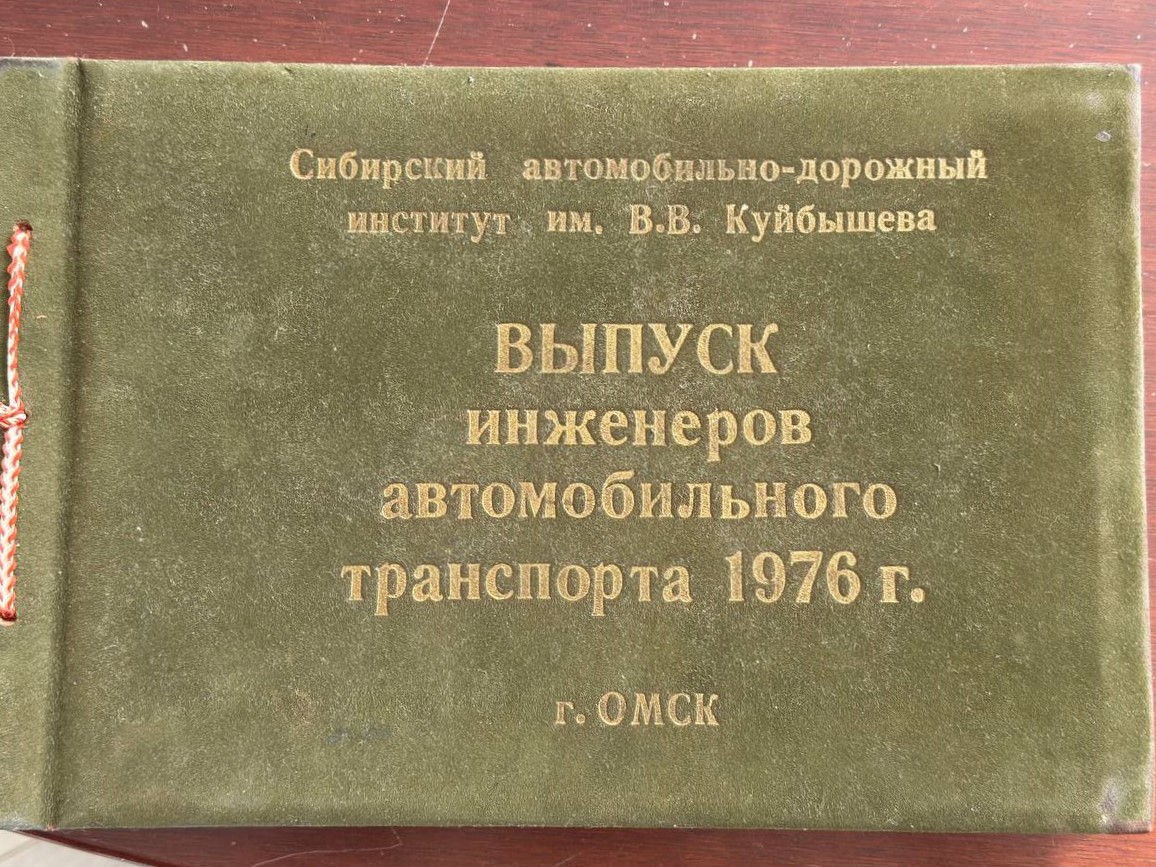 Сибирский автомобильно-дорожный
институт им. В.В. Куйбышева
ВЫПУСК
инженеров
автомобильного
транспорта 1976 г.
г. ОМСК